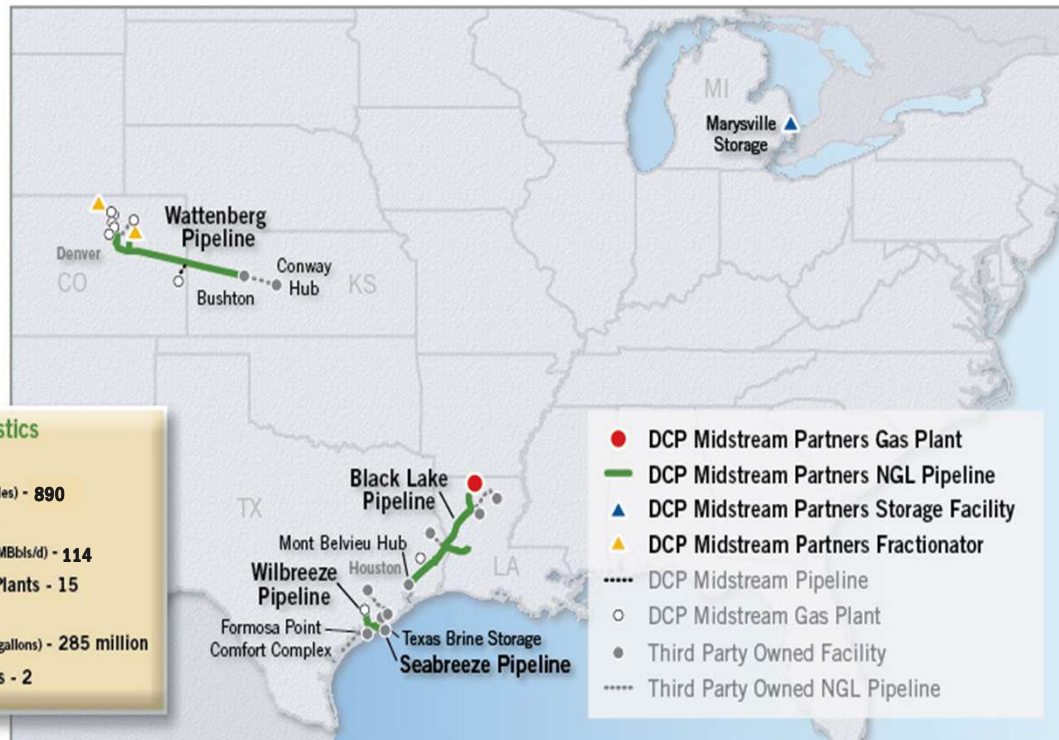 MI
Marysville
Storage
Wattenberg
Pipeline
Denver
CO
Conway
Hub
Bushton
KS
stics
les) - 890
MBbls/d) - 114
Plants - 15
gallons) - 285 million
s - 2
TX
Black Lake
Pipeline
Mont Belvieu Hub
Houston
LA
Wilbreeze
Pipeline
Formosa Point
Comfort Complex
Texas Brine Storage
Seabreeze Pipeline
DCP Midstream Partners Gas Plant
DCP Midstream Partners NGL Pipeline
DCP Midstream Partners Storage Facility
DCP Midstream Partners Fractionator
DCP Midstream Pipeline
DCP Midstream Gas Plant
Third Party Owned Facility
Third Party Owned NGL Pipeline